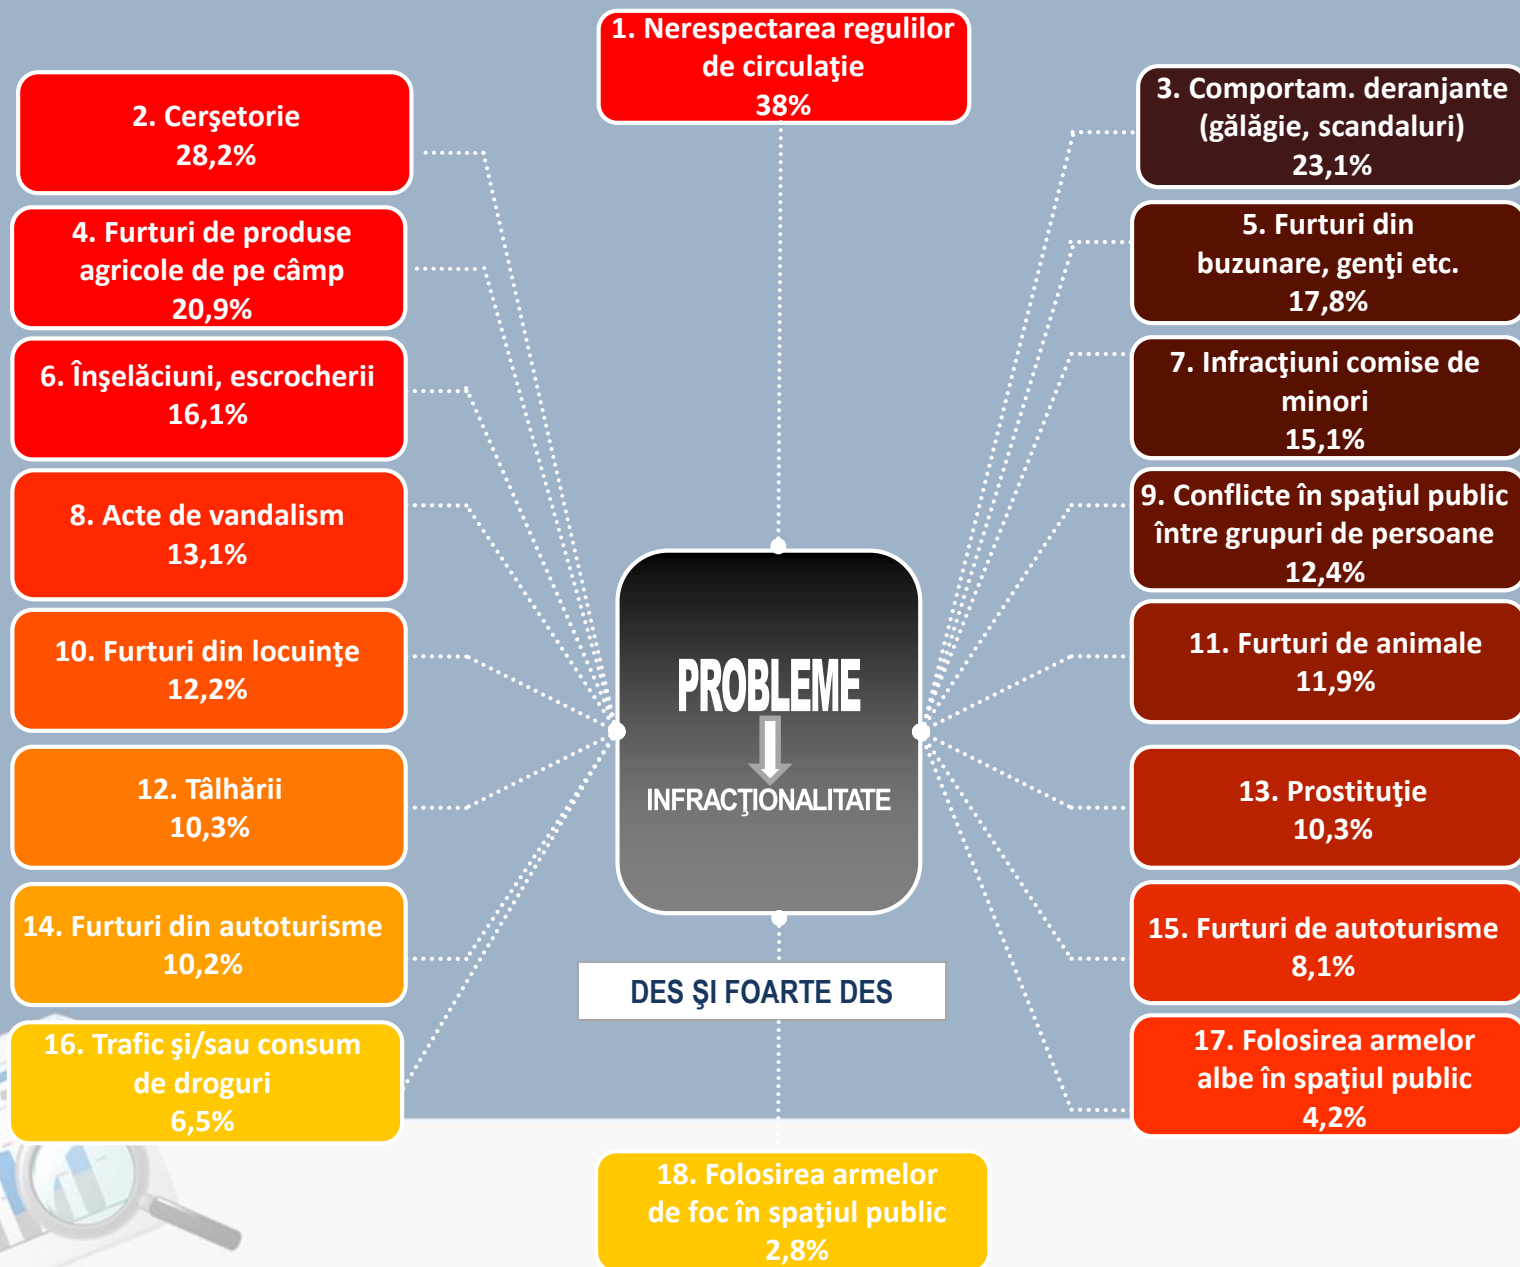 1. Nerespectarea regulilor
de circulaţie
38%
2. Cerşetorie
28,2%
3. Comportam. deranjante
(gălăgie, scandaluri)
23,1%
4. Furturi de produse
agricole de pe câmp
20,9%
5. Furturi din
buzunare, genţi etc.
17,8%
6. Înşelăciuni, escrocherii
16,1%
7. Infracţiuni comise de
minori
15,1%
8. Acte de vandalism
13,1%
9. Conflicte în spaţiul public
între grupuri de persoane
12,4%
10. Furturi din locuinţe
12,2%
11. Furturi de animale
11,9%
PROBLEME
INFRACŢIONALITATE
12. Tâlhării
10,3%
13. Prostituţie
10,3%
14. Furturi din autoturisme
10,2%
15. Furturi de autoturisme
8,1%
DES ŞI FOARTE DES
16. Trafic şi/sau consum
de droguri
6,5%
17. Folosirea armelor
albe în spaţiul public
4,2%
18. Folosirea armelor
de foc în spaţiul public
2,8%